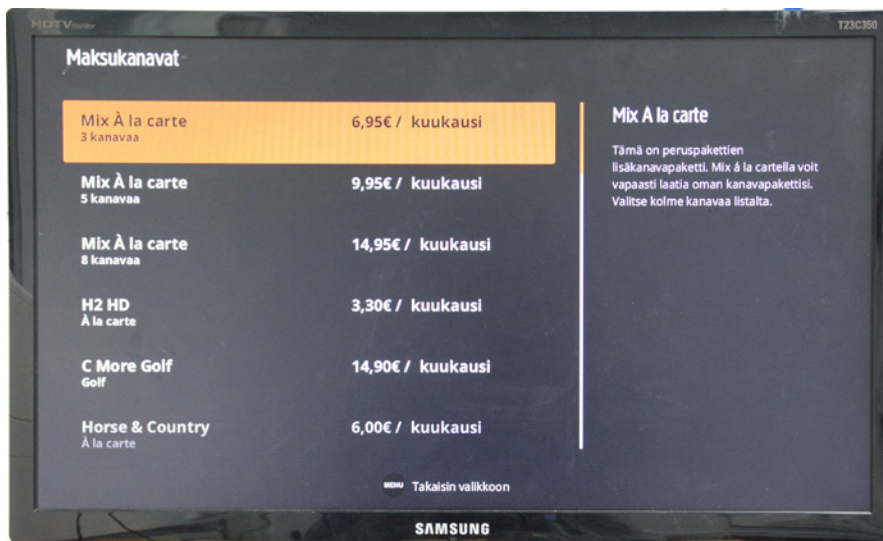 HDTV monitor
T23C350
Maksukanavat
Mix À la carte 6,95€ / kuukausi
3 kanavaa
Mix À la carte 9,95€ / kuukausi
5 kanavaa
Mix À la carte 14,95€ / kuukausi
8 kanavaa
H2 HD 3,30€ / kuukausi
À la carte
C More Golf 14,90€ / kuukausi
Golf
Horse & Country 6,00€ / kuukausi
À la carte
Mix À la carte
Tämä on peruspakettien
lisäkanavapaketti. Mix á la cartella voit
vapaasti laatia oman kanavapakettisi.
Valitse kolme kanavaa listalta.
MENU Takaisin valikkoon
SAMSUNG